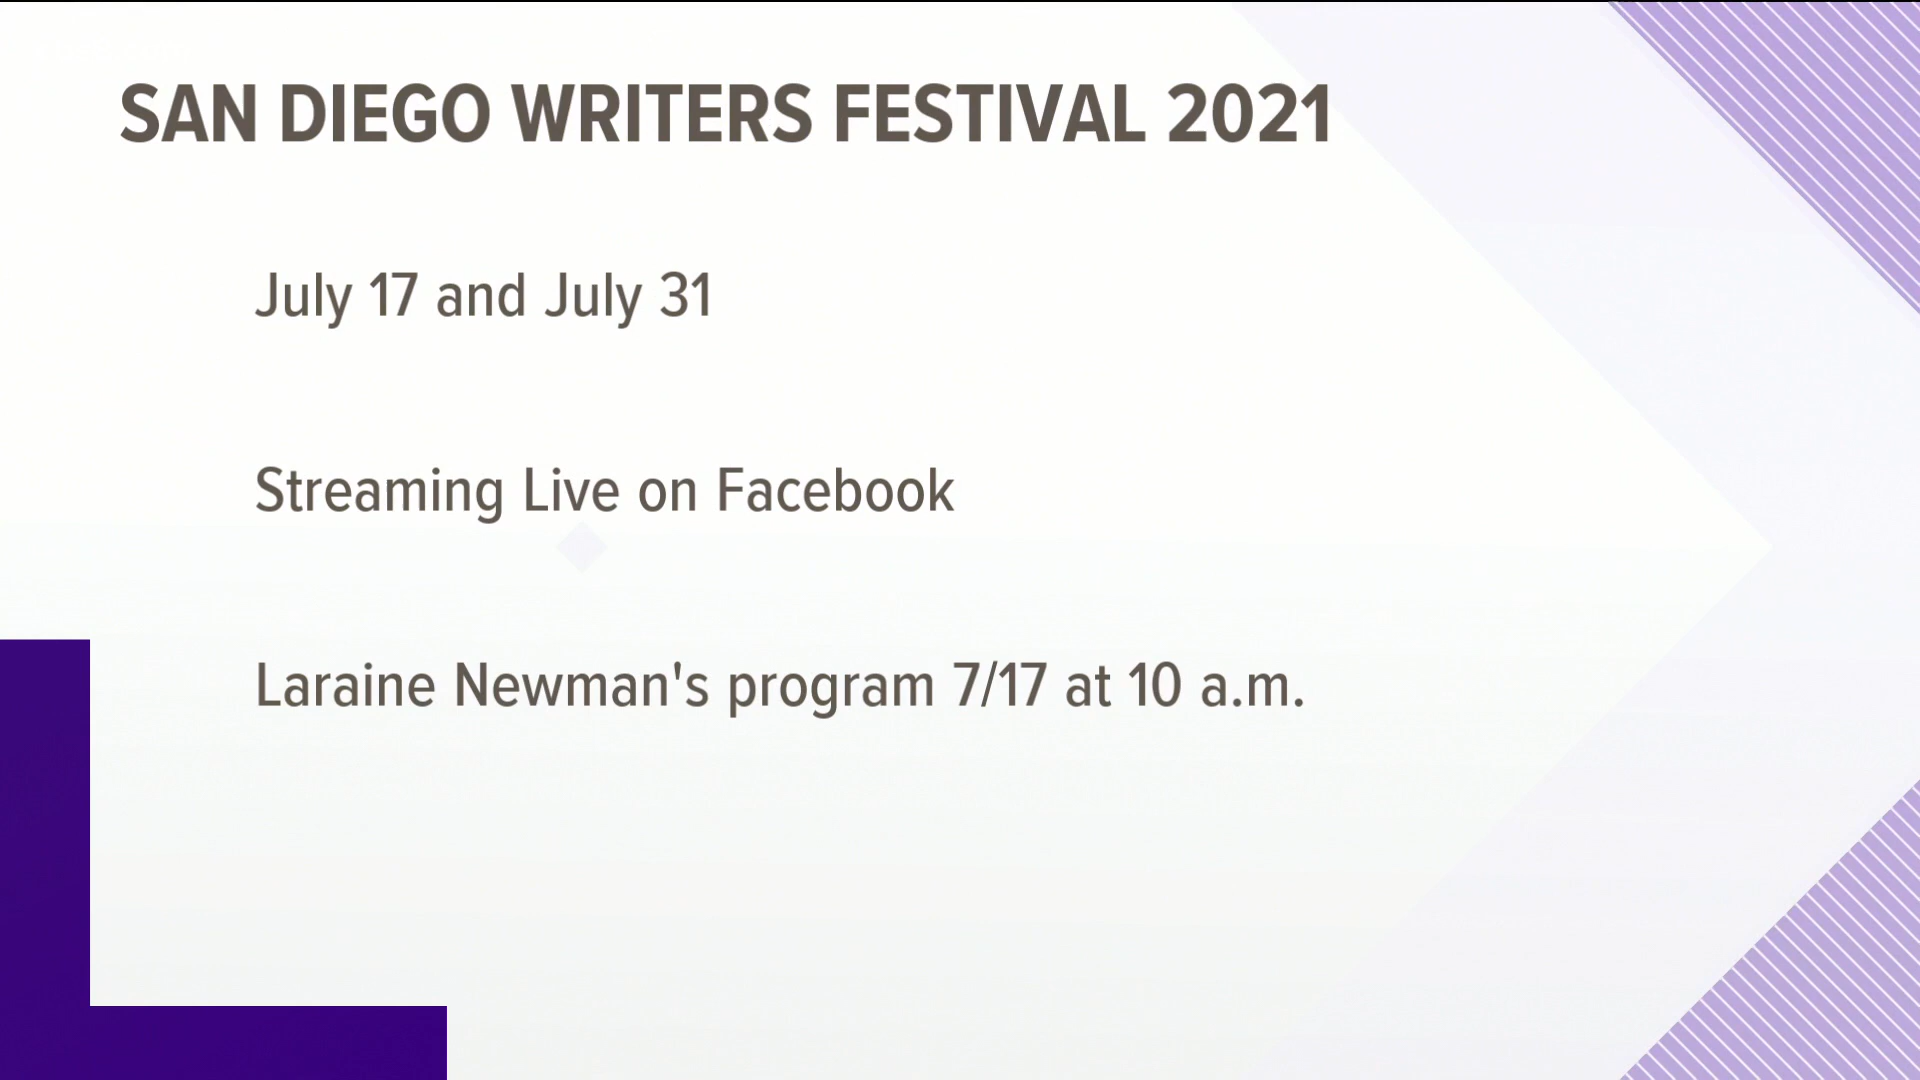 SAN DIEGO WRITERS FESTIVAL 2021
July 17 and July 31
Streaming Live on Facebook
Laraine Newman's program 7/17 at 10 a.m.